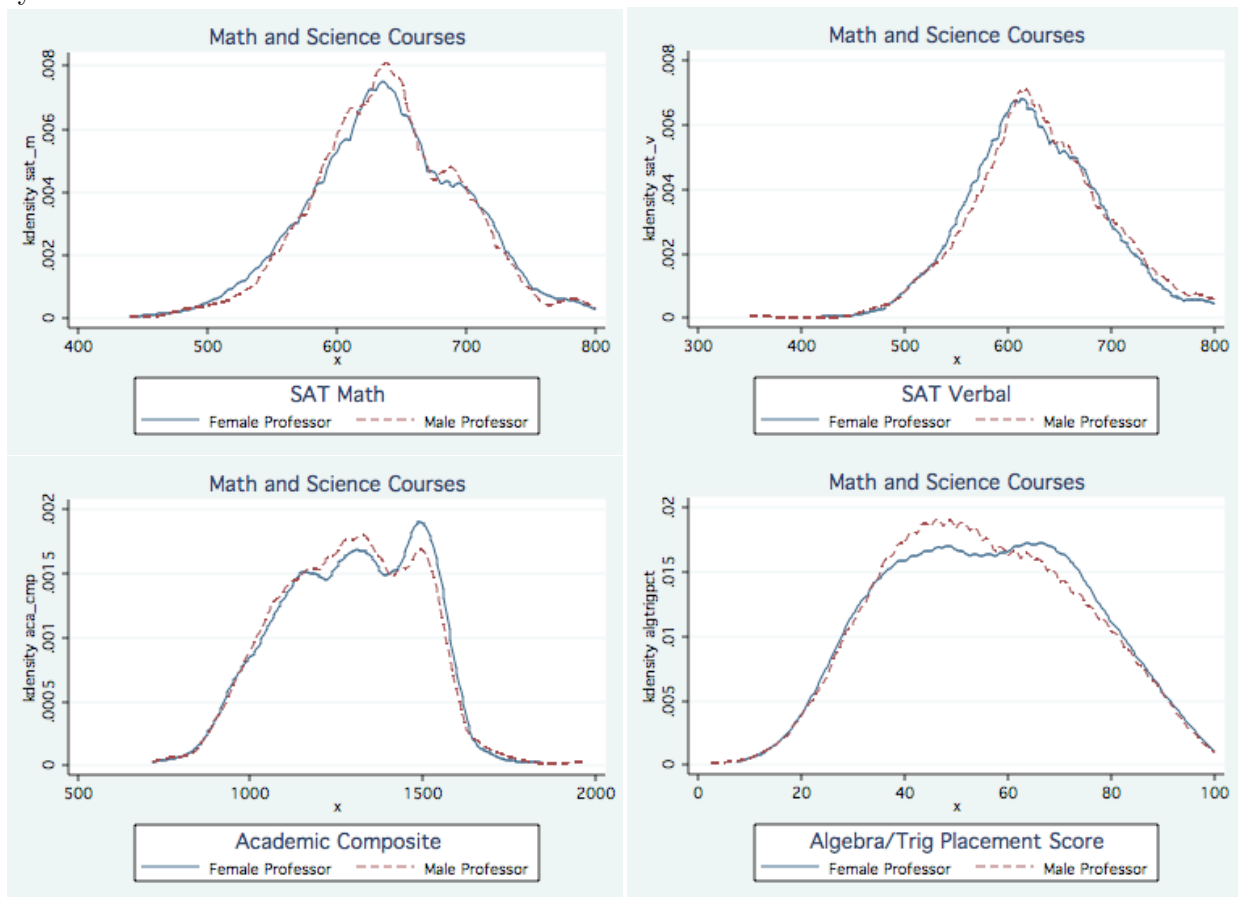 Math and Science Courses
kdensity sat_m
0 .002 .004 .006 .008
400 500 600 700 800
x
SAT Math
Female Professor Male Professor
Math and Science Courses
kdensity sat_v
0 .002 .004 .006 .008
300 400 500 600 700 800
x
SAT Verbal
Female Professor Male Professor
Math and Science Courses
kdensity aca_cmp
0 .0005 .001 .0015 .002
500 1000 1500 2000
x
Academic Composite
Female Professor Male Professor
Math and Science Courses
kdensity algtrigpct
0 .005 .01 .015 .02
0 20 40 60 80 100
x
Algebra/Trig Placement Score
Female Professor Male Professor